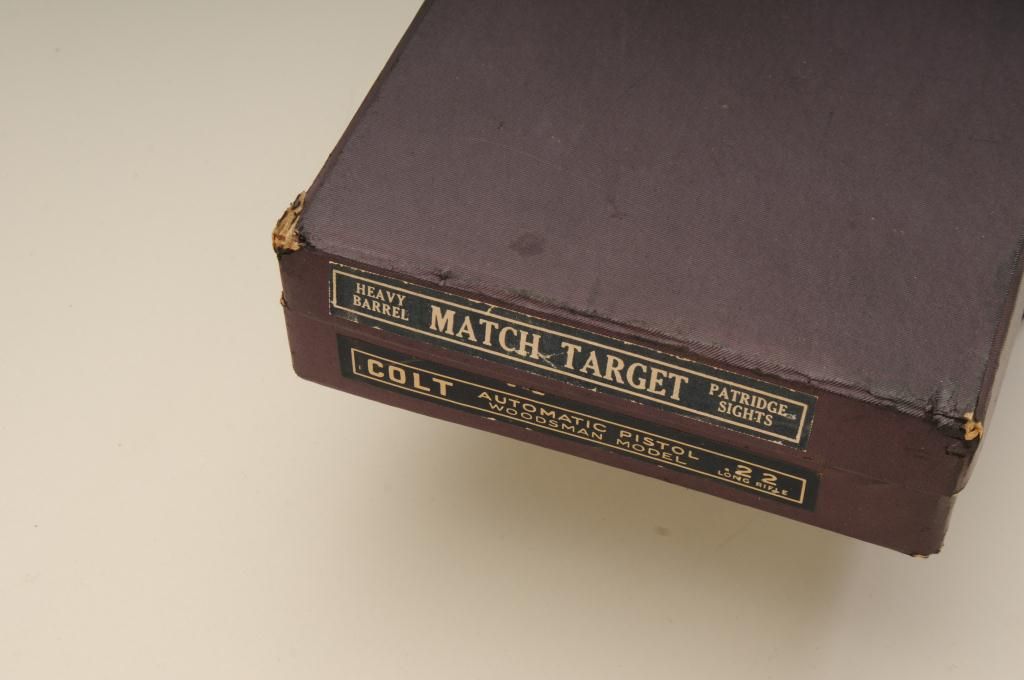 HEAVY
BARREL
MATCH TARGET
PATRIDGE
SIGHTS
COLT
AUTOMATIC PISTOL
WOODSMAN MODEL
.22
LONG RIFLE